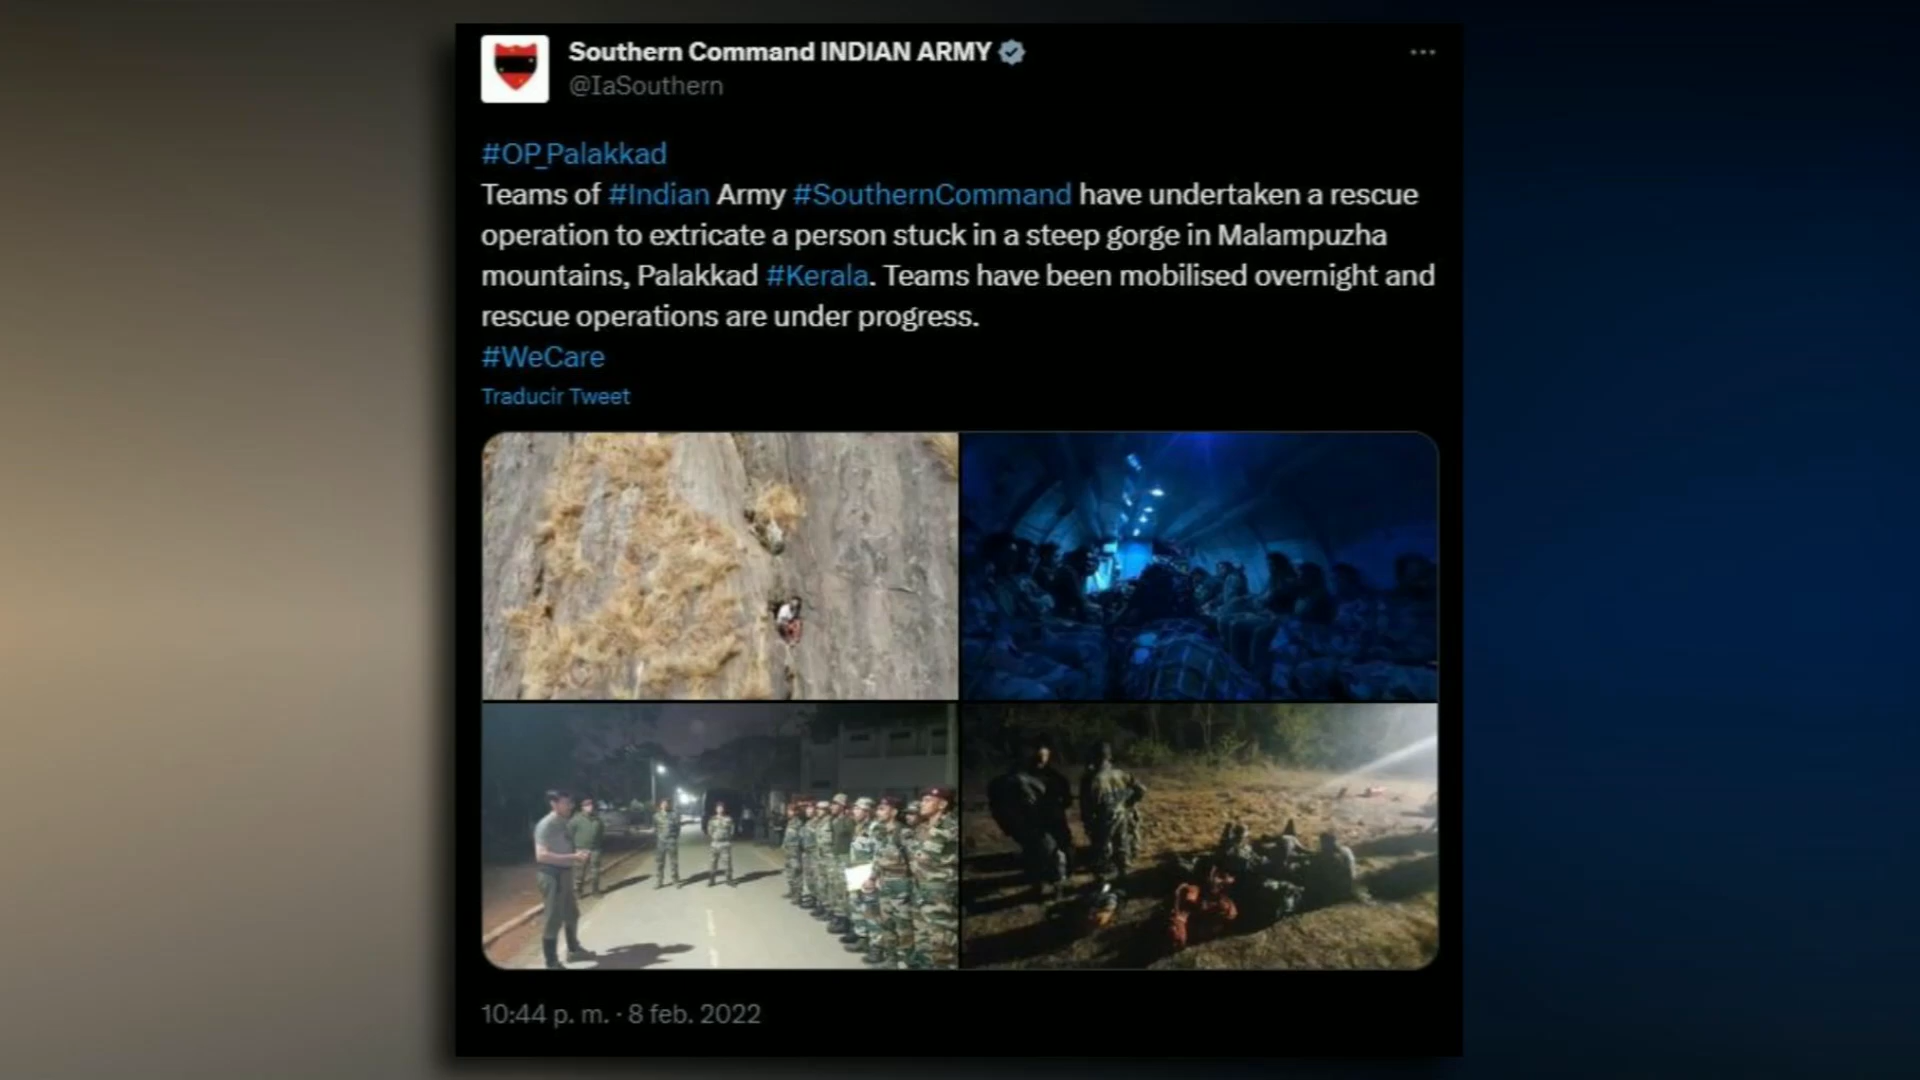 Southern Command INDIAN ARMY
@IaSouthern
#OP_Palakkad
Teams of #Indian Army #SouthernCommand have undertaken a rescue
operation to extricate a person stuck in a steep gorge in Malampuzha
mountains, Palakkad #Kerala. Teams have been mobilised overnight and
rescue operations are under progress.
#WeCare
Traducir Tweet
10:44 p. m. · 8 feb. 2022